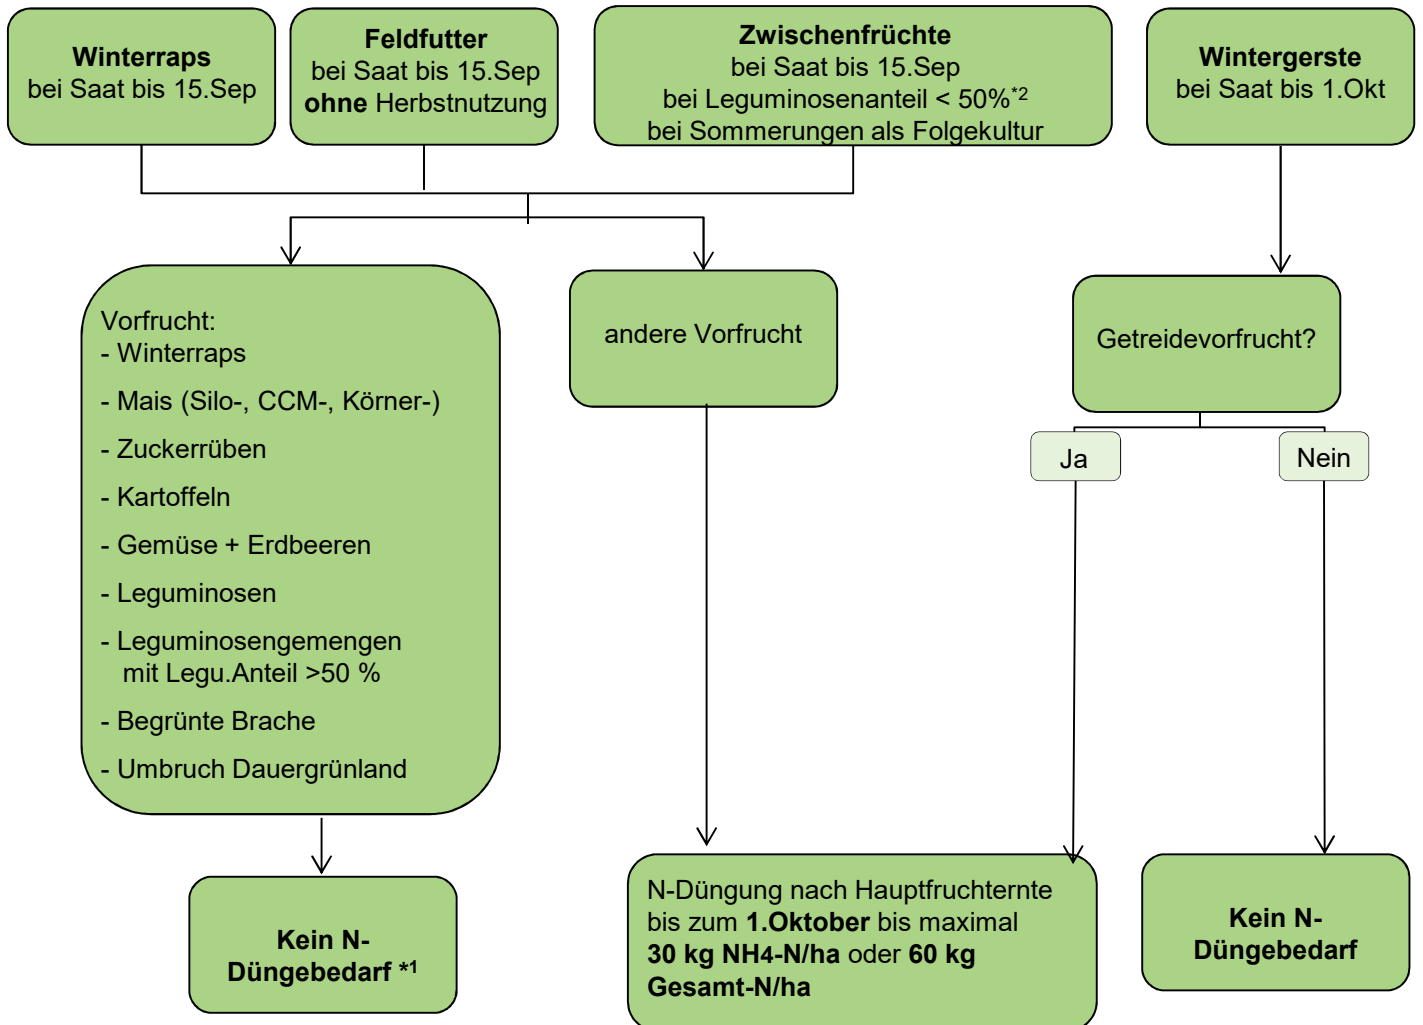 Winterraps
bei Saat bis 15.Sep
Feldfutter
bei Saat bis 15.Sep
ohne Herbstnutzung
Zwischenfrüchte
bei Saat bis 15.Sep
bei Leguminosenanteil < 50%*2
bei Sommerungen als Folgekultur
Wintergerste
bei Saat bis 1.Okt
Vorfrucht:
- Winterraps
- Mais (Silo-, CCM-, Körner-)
- Zuckerrüben
- Kartoffeln
- Gemüse + Erdbeeren
- Leguminosen
- Leguminosengemengen
mit Legu.Anteil >50 %
- Begrünte Brache
- Umbruch Dauergrünland
andere Vorfrucht
Getreidevorfrucht?
Ja
Nein
Kein N-
Düngebedarf *1
N-Düngung nach Hauptfruchternte
bis zum 1.Oktober bis maximal
30 kg NH4-N/ha oder 60 kg
Gesamt-N/ha
Kein N-
Düngebedarf